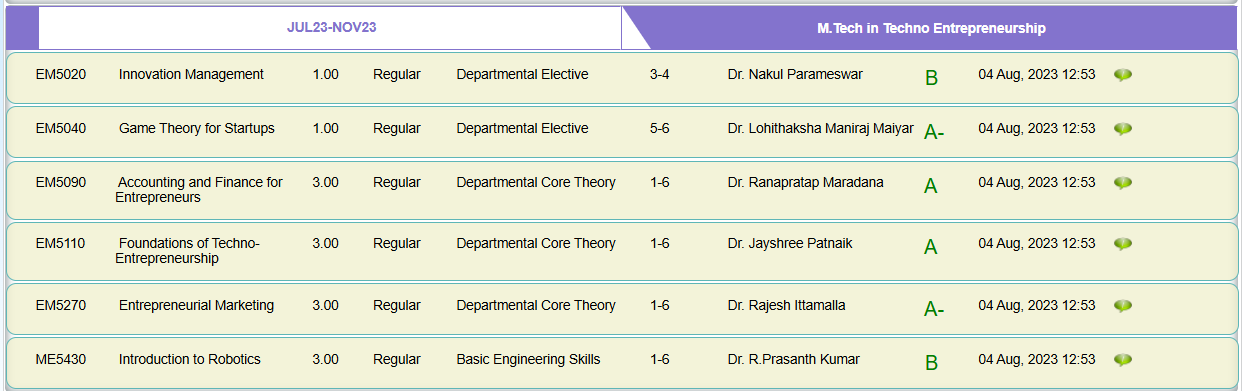 JUL23-NOV23 M.Tech in Techno Entrepreneurship
EM5020 Innovation Management 1.00 Regular Departmental Elective 3-4 Dr. Nakul Parameswar B 04 Aug, 2023 12:53
EM5040 Game Theory for Startups 1.00 Regular Departmental Elective 5-6 Dr. Lohithaksha Maniraj Maiyar A- 04 Aug, 2023 12:53
EM5090 Accounting and Finance for 3.00 Regular Departmental Core Theory 1-6 Dr. Ranapratap Maradana A 04 Aug, 2023 12:53
Entrepreneurs
EM5110 Foundations of Techno- 3.00 Regular Departmental Core Theory 1-6 Dr. Jayshree Patnaik A 04 Aug, 2023 12:53
Entrepreneurship
EM5270 Entrepreneurial Marketing 3.00 Regular Departmental Core Theory 1-6 Dr. Rajesh Ittamalla A- 04 Aug, 2023 12:53
ME5430 Introduction to Robotics 3.00 Regular Basic Engineering Skills 1-6 Dr. R.Prasanth Kumar B 04 Aug, 2023 12:53